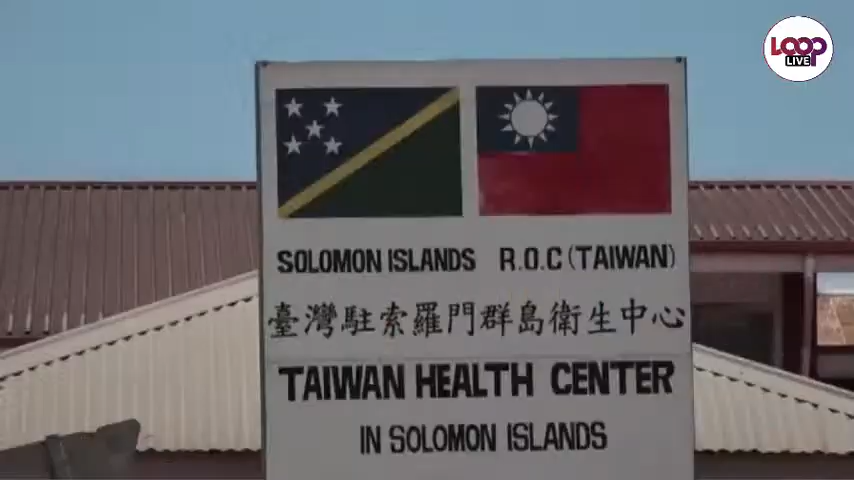 LOOP
LIVE
SOLOMON ISLANDS R.O.C (TAIWAN)
臺灣駐索羅門群島衛生中心
TAIWAN HEALTH CENTER
IN SOLOMON ISLANDS